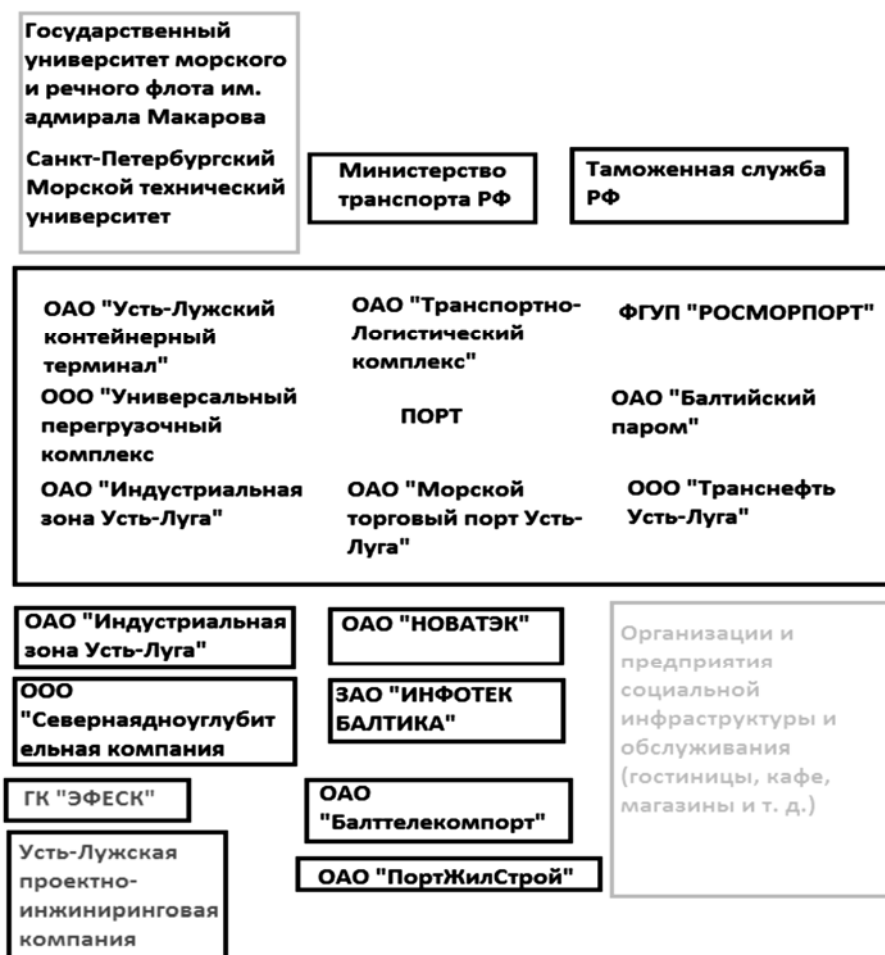 Государственный
университет морского
и речного флота им.
адмирала Макарова
Санкт-Петербургский
Морской технический
университет
Министерство
транспорта РФ
Таможенная служба
РФ
ОАО "Усть-Лужский
контейнерный
терминал"
ОАО "Транспортно-
Логистический
комплекс"
ФГУП "РОСМОРПОРТ"
ООО "Универсальный
перегрузочный
комплекс
ПОРТ
ОАО "Балтийский
паром"
ОАО "Индустриальная
зона Усть-Луга"
ОАО "Морской
торговый порт Усть-
Луга"
ООО "Транснефть
Усть-Луга"
ОАО "Индустриальная
зона Усть-Луга"
ОАО "НОВАТЭК"
Организации и
предприятия
социальной
инфраструктуры и
обслуживания
(гостиницы, кафе,
магазины и т. д.)
ООО
"Севернаядноуглубит
ельная компания
ЗАО "ИНФОТЕК
БАЛТИКА"
ГК "ЭФЕСК"
ОАО
"Балттелекомпорт"
Усть-Лужская
проектно-
инжиниринговая
компания
ОАО "ПортЖилСтрой"